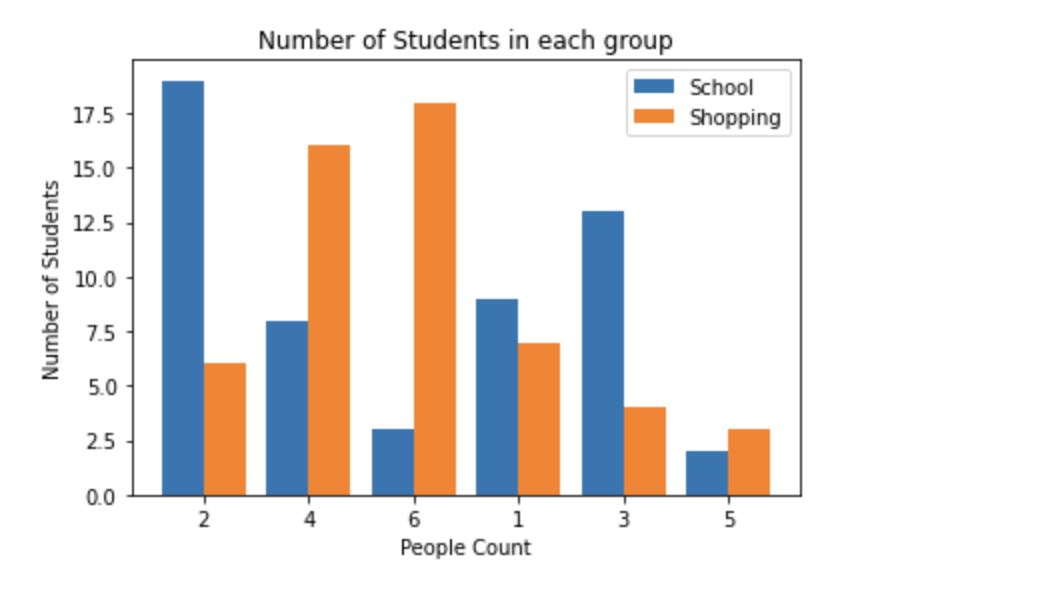 Number of Students in each group
School
Shopping
Number of Students
17.5
15.0
12.5
10.0
7.5
5.0
2.5
0.0
2 4 6 1 3 5
People Count